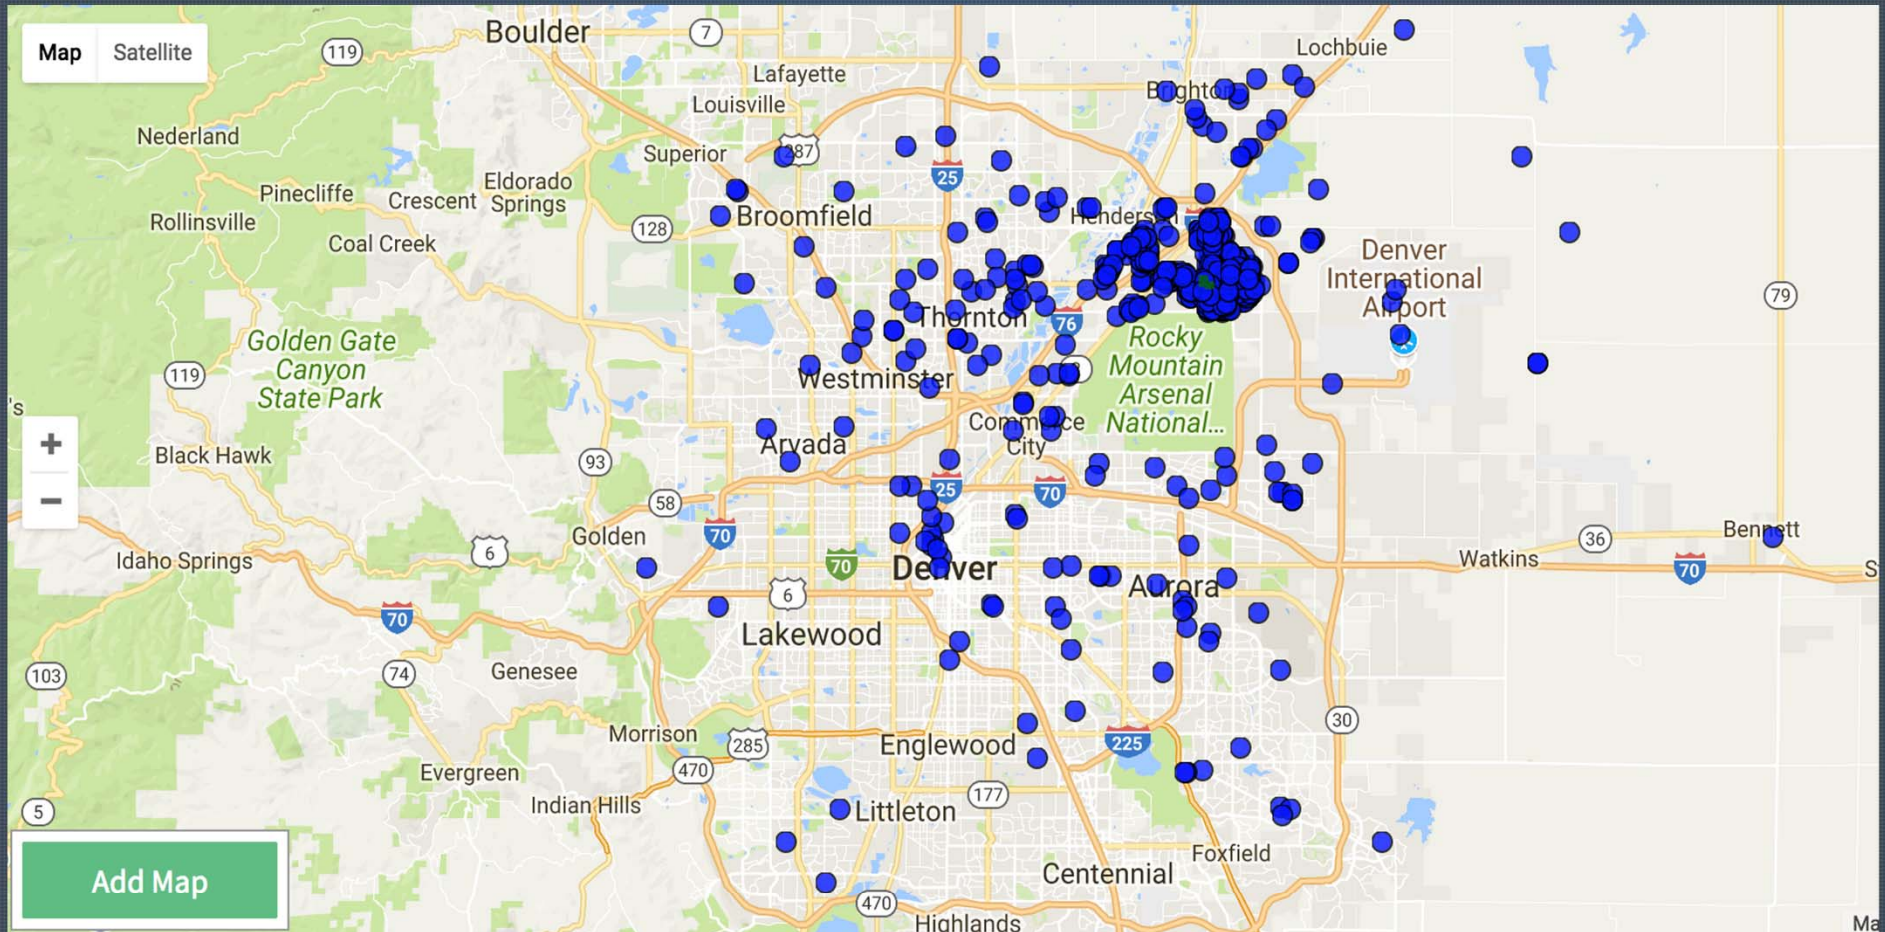 Boulder
7
Lochbuie
Map
Satellite
119
Lafayette
Louisville
Brighton
Nederland
Superior
287
25
Pinecliffe
Crescent
Eldorado
Springs
Rollinsville
Broomfield
128
Coal Creek
Denver
International
Airport
79
Thornton
76
Golden Gate
Canyon
State Park
Rocky
Mountain
Arsenal
National...
119
Westminster
's
Commerce
City
Arvada
Black Hawk
93
25
70
58
70
Golden
6
Idaho Springs
70
Denver
36
Bennett
Watkins
70
Aurora
6
70
Lakewood
103
74
Genesee
30
Morrison
285
Englewood
225
470
Evergreen
Indian Hills
177
5
Littleton
Foxfield
Add Map
Centennial
470
Highlands
Ma